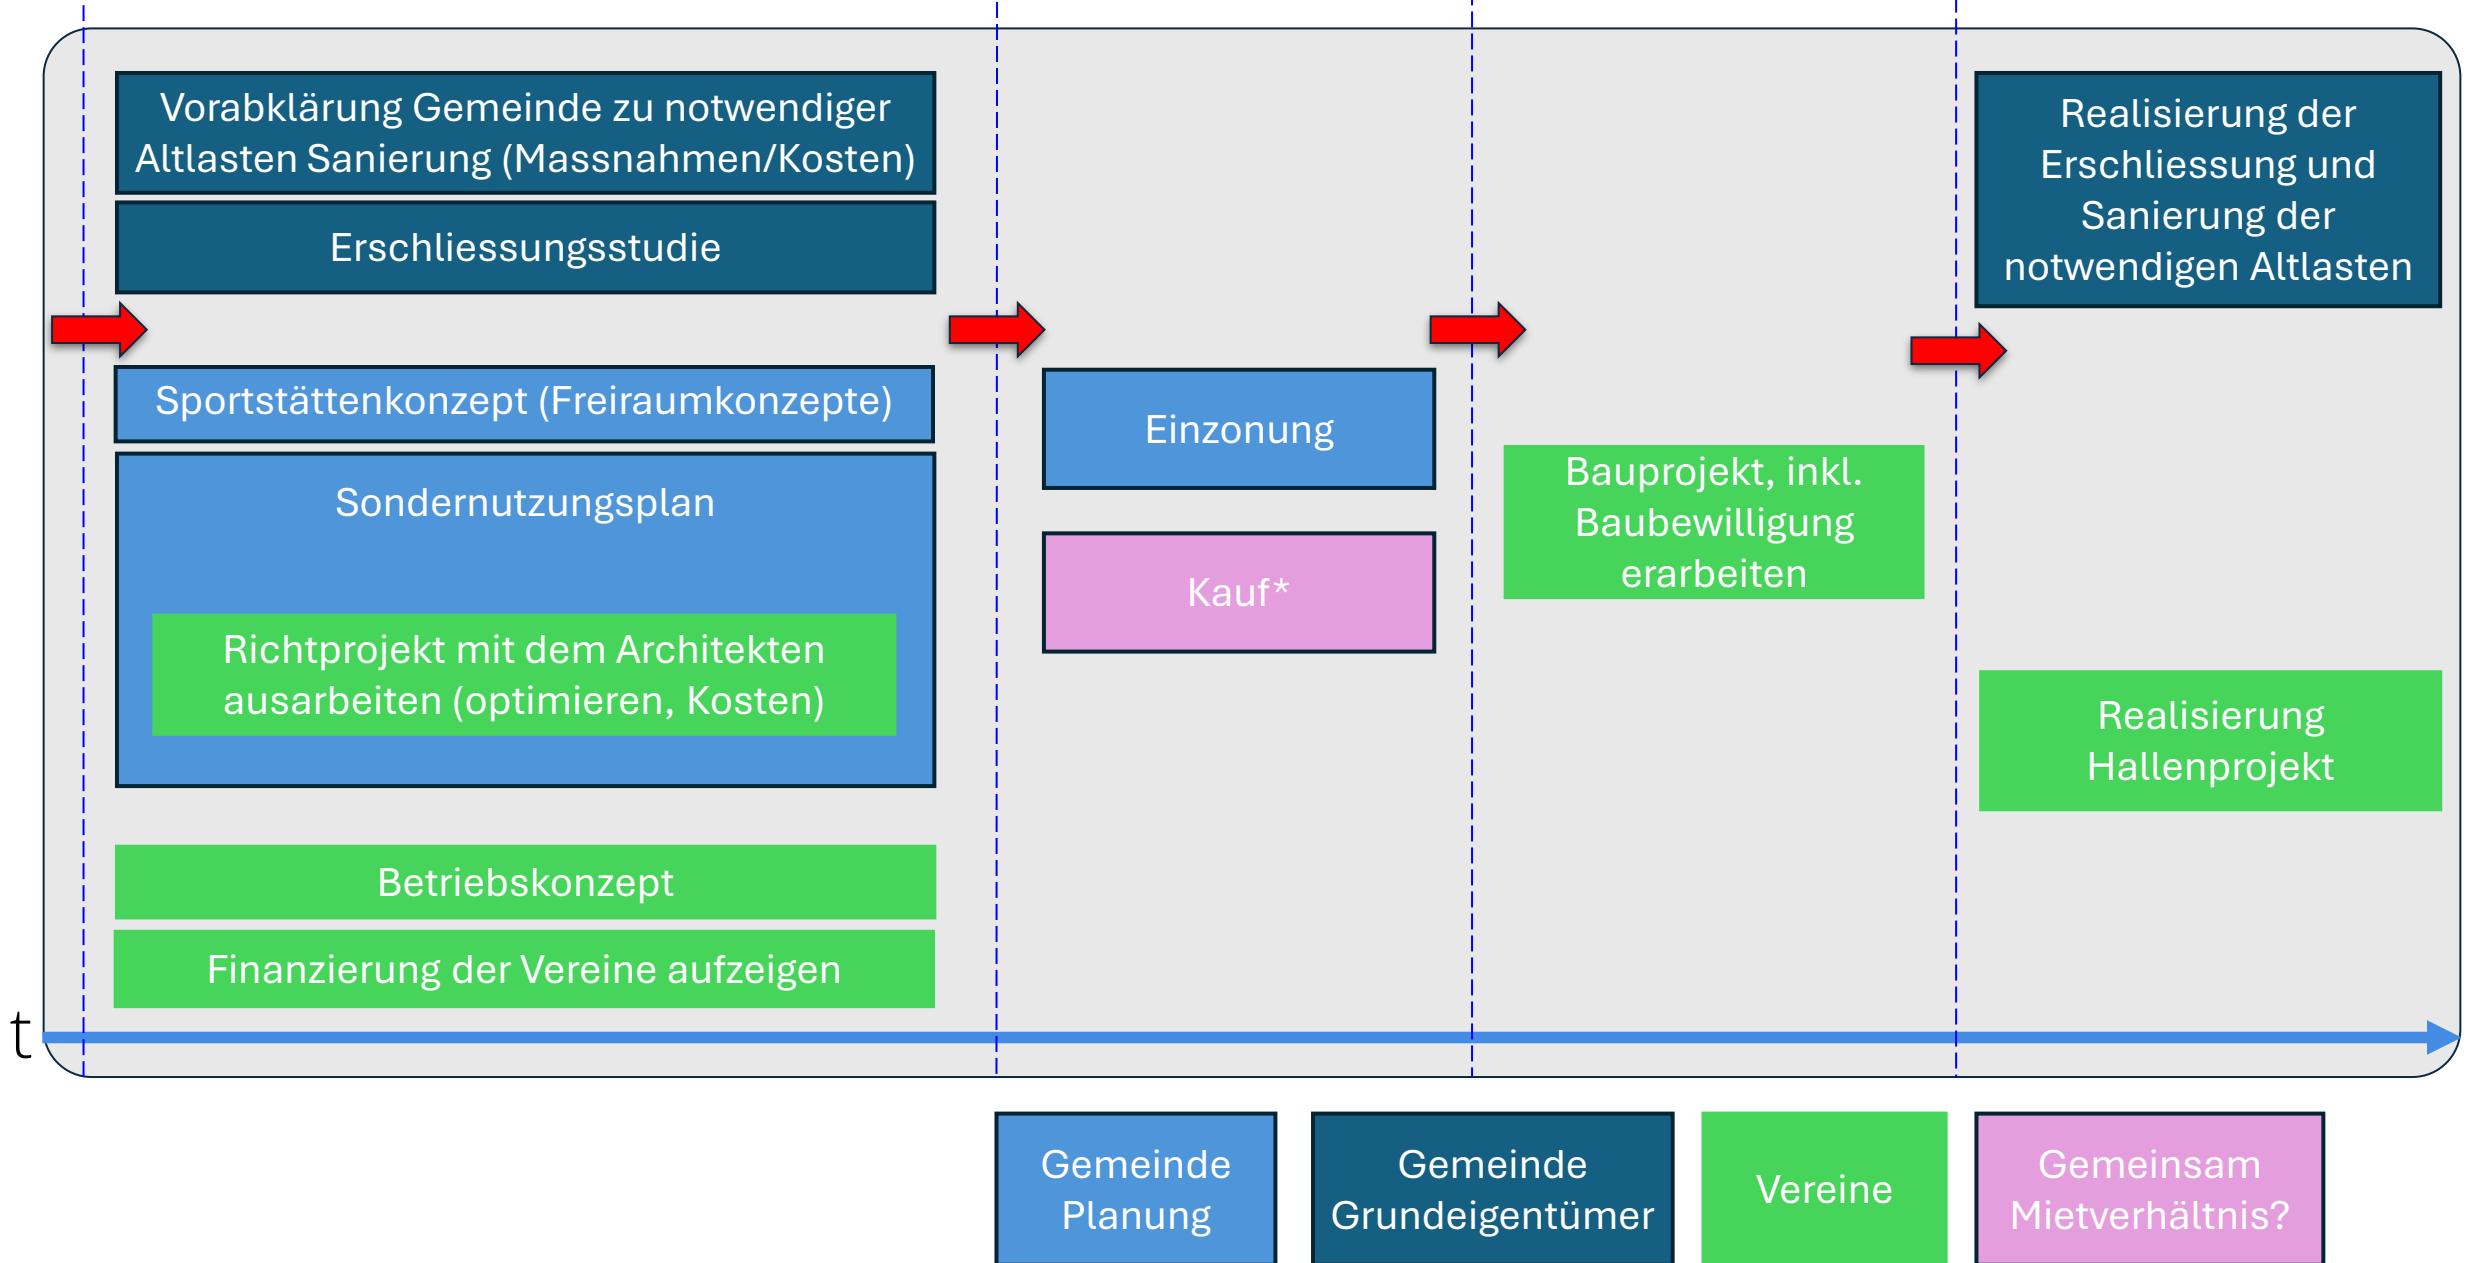 Vorabklärung Gemeinde zu notwendiger
Altlasten Sanierung (Massnahmen/Kosten)
Erschliessungsstudie
Sportstättenkonzept (Freiraumkonzepte)
Sondernutzungsplan
Richtprojekt mit dem Architekten
ausarbeiten (optimieren, Kosten)
Betriebskonzept
Finanzierung der Vereine aufzeigen
Einzonung
Kauf*
Bauprojekt, inkl.
Baubewilligung
erarbeiten
Realisierung der
Erschliessung und
Sanierung der
notwendigen Altlasten
Realisierung
Hallenprojekt
t
Gemeinde
Planung
Gemeinde
Grundeigentümer
Vereine
Gemeinsam
Mietverhältnis?